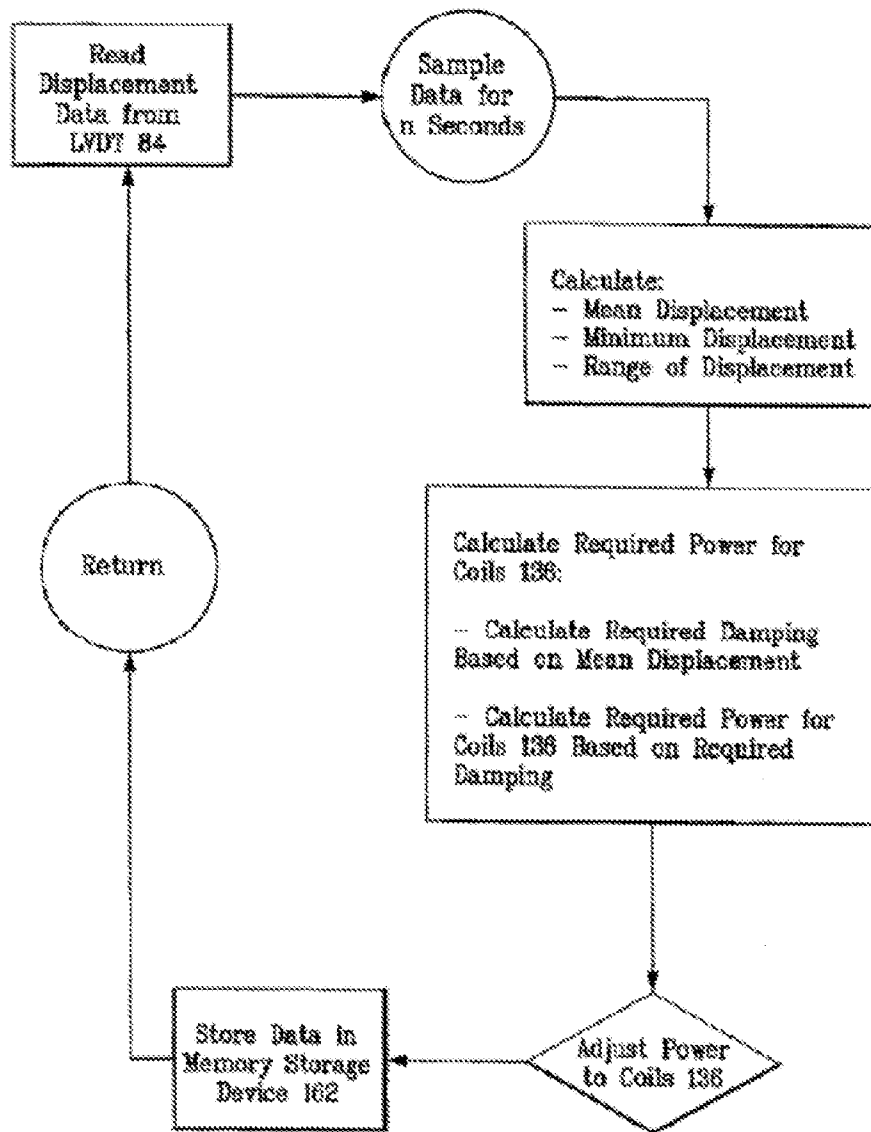 Read
Displacement
Data from
LVDT 84
Sample
Data for
n Seconds
Calculate:
- Mean Displacement
- Minimum Displacement
- Range of Displacement
Calculate Required Power for
Coils 136:
- Calculate Required Damping
Based on Mean Displacement
- Calculate Required Power for
Coils 136 Based on Required
Damping
Adjust Power
to Coils 136
Store Data in
Memory Storage
Device 162
Return